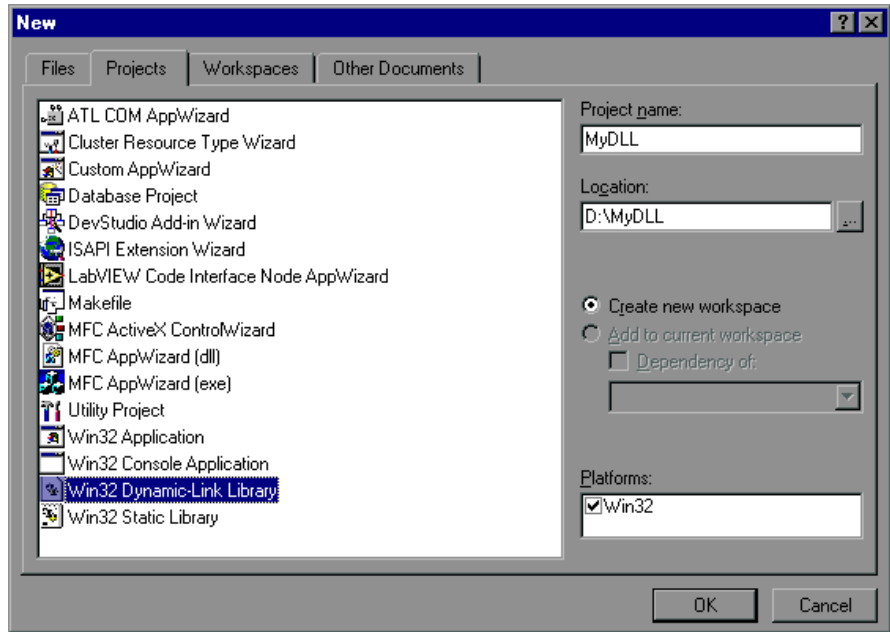 New
Files Projects Workspaces Other Documents
ATL COM AppWizard
Cluster Resource Type Wizard
Custom AppWizard
Database Project
DevStudio Add-in Wizard
ISAPI Extension Wizard
LabVIEW Code Interface Node AppWizard
Makefile
MFC ActiveX ControlWizard
MFC AppWizard (dll)
MFC AppWizard (exe)
Utility Project
Win32 Application
Win32 Console Application
Win32 Dynamic-Link Library
Win32 Static Library
Project name:
MyDLL
Location:
D:\MyDLL
...
Create new workspace
Add to current workspace
Dependency of:
Platforms:
Win32
OK Cancel